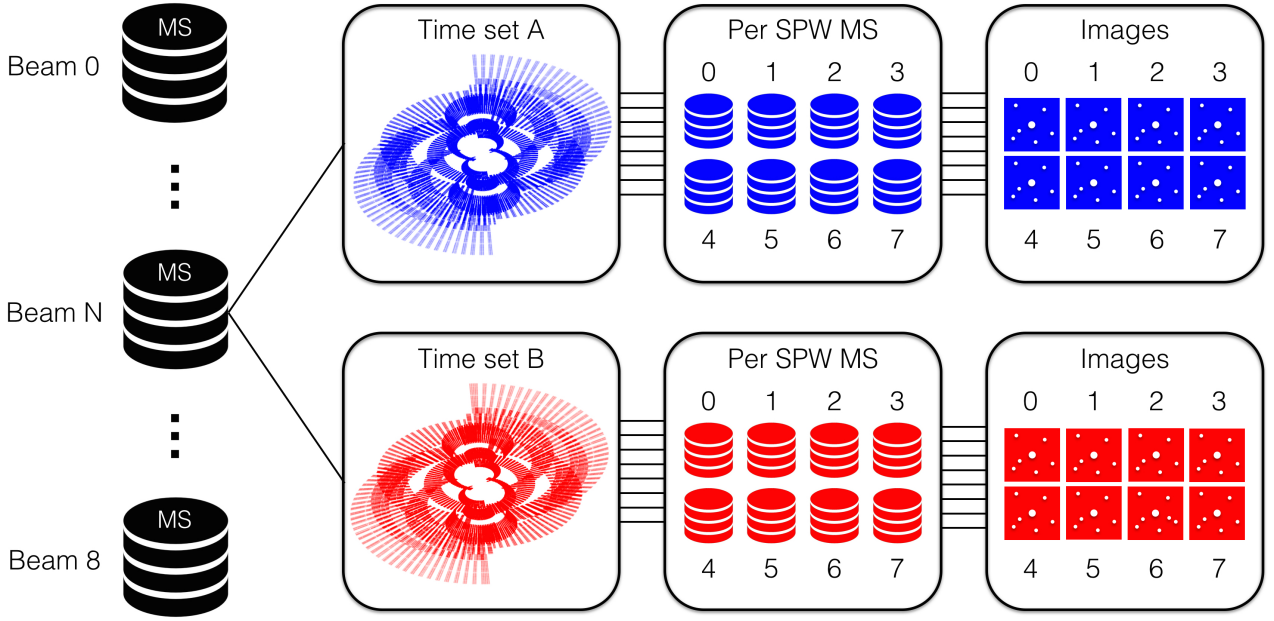 MS
Beam 0
MS
Beam N
MS
Beam 8
Time set A
Per SPW MS
0 1 2 3
4 5 6 7
Images
0 1 2 3
4 5 6 7
Time set B
Per SPW MS
0 1 2 3
4 5 6 7
Images
0 1 2 3
4 5 6 7